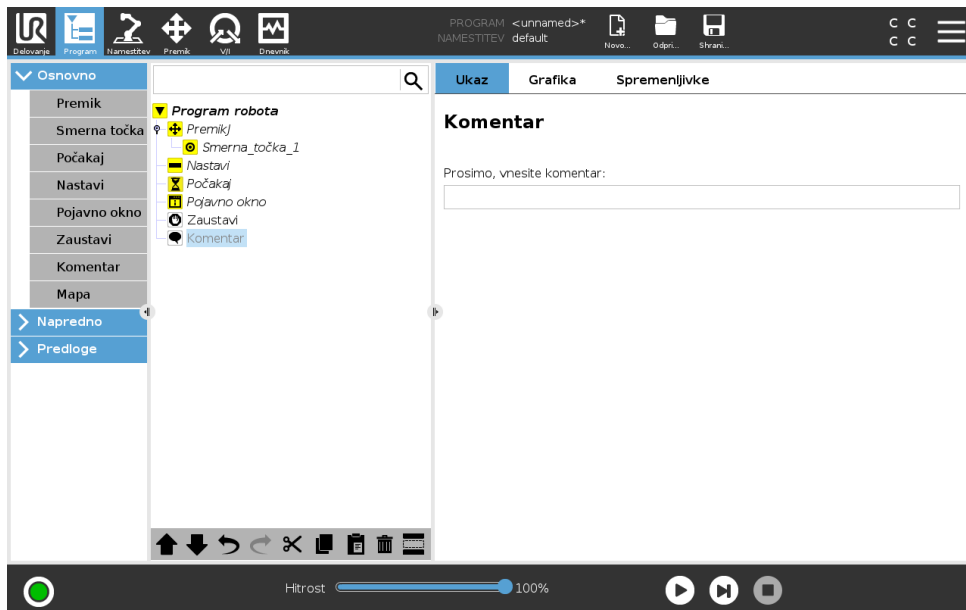 PROGRAM <unnamed>*
NAMESTITEV default
Delovanje Program Namestitev Premik V/I Dnevnik Novo... Odpri... Shrani...
C C
C C
Osnovno
Premik
Smerna točka
Počakaj
Nastavi
Pojavno okno
Zaustavi
Komentar
Mapa
Napredno
Predloge
Program robota
PremikJ
Smerna_točka_1
Nastavi
Počakaj
Pojavno okno
Zaustavi
Komentar
Ukaz Grafika Spremenljivke
Komentar
Prosimo, vnesite komentar:
Hitrost 100%